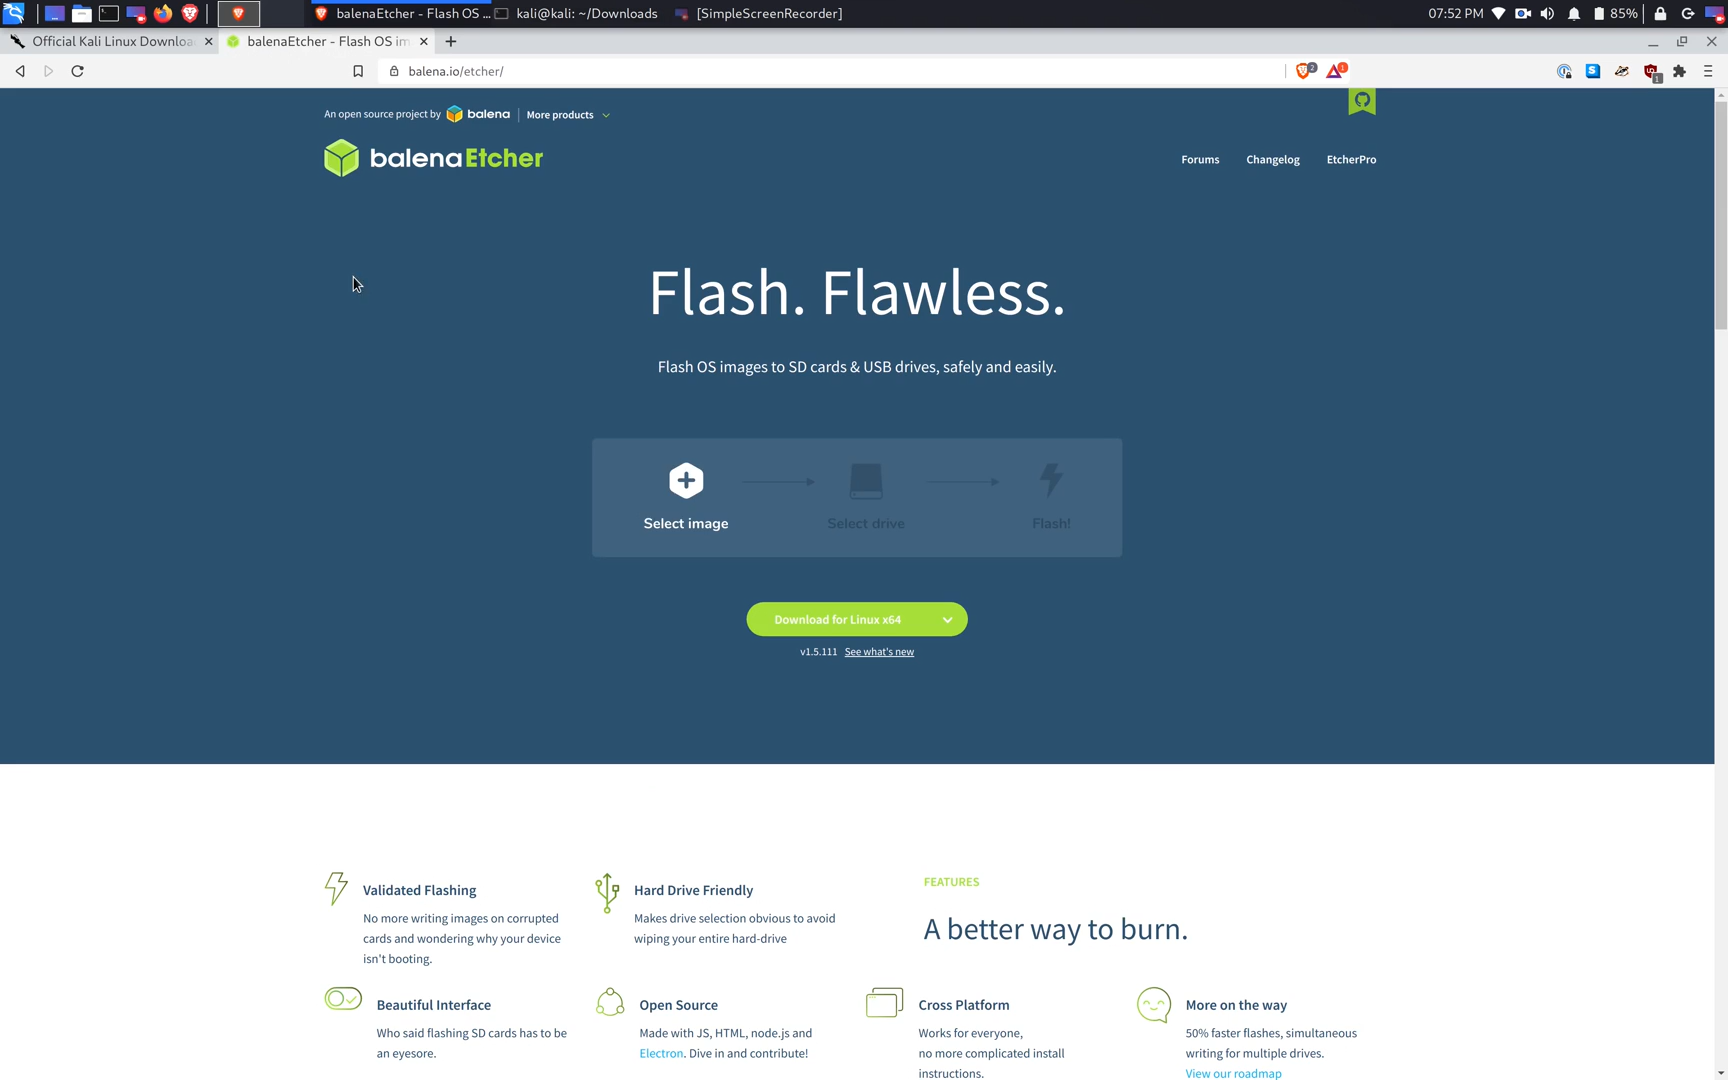 balenaEtcher - Flash OS ...
kali@kali: ~/Downloads
[SimpleScreenRecorder]
07:52 PM
85%
Official Kali Linux Downloa
balenaEtcher - Flash OS im
balena.io/etcher/
2
1
1
An open source project by balena
More products
balenaEtcher
Forums
Changelog
EtcherPro
Flash. Flawless.
Flash OS images to SD cards & USB drives, safely and easily.
Select image
Select drive
Flash!
Download for Linux x64
v1.5.111 See what's new
Validated Flashing
No more writing images on corrupted
cards and wondering why your device
isn't booting.
Hard Drive Friendly
Makes drive selection obvious to avoid
wiping your entire hard-drive
FEATURES
A better way to burn.
Beautiful Interface
Who said flashing SD cards has to be
an eyesore.
Open Source
Made with JS, HTML, node.js and
Electron. Dive in and contribute!
Cross Platform
Works for everyone,
no more complicated install
instructions.
More on the way
50% faster flashes, simultaneous
writing for multiple drives.
View our roadmap